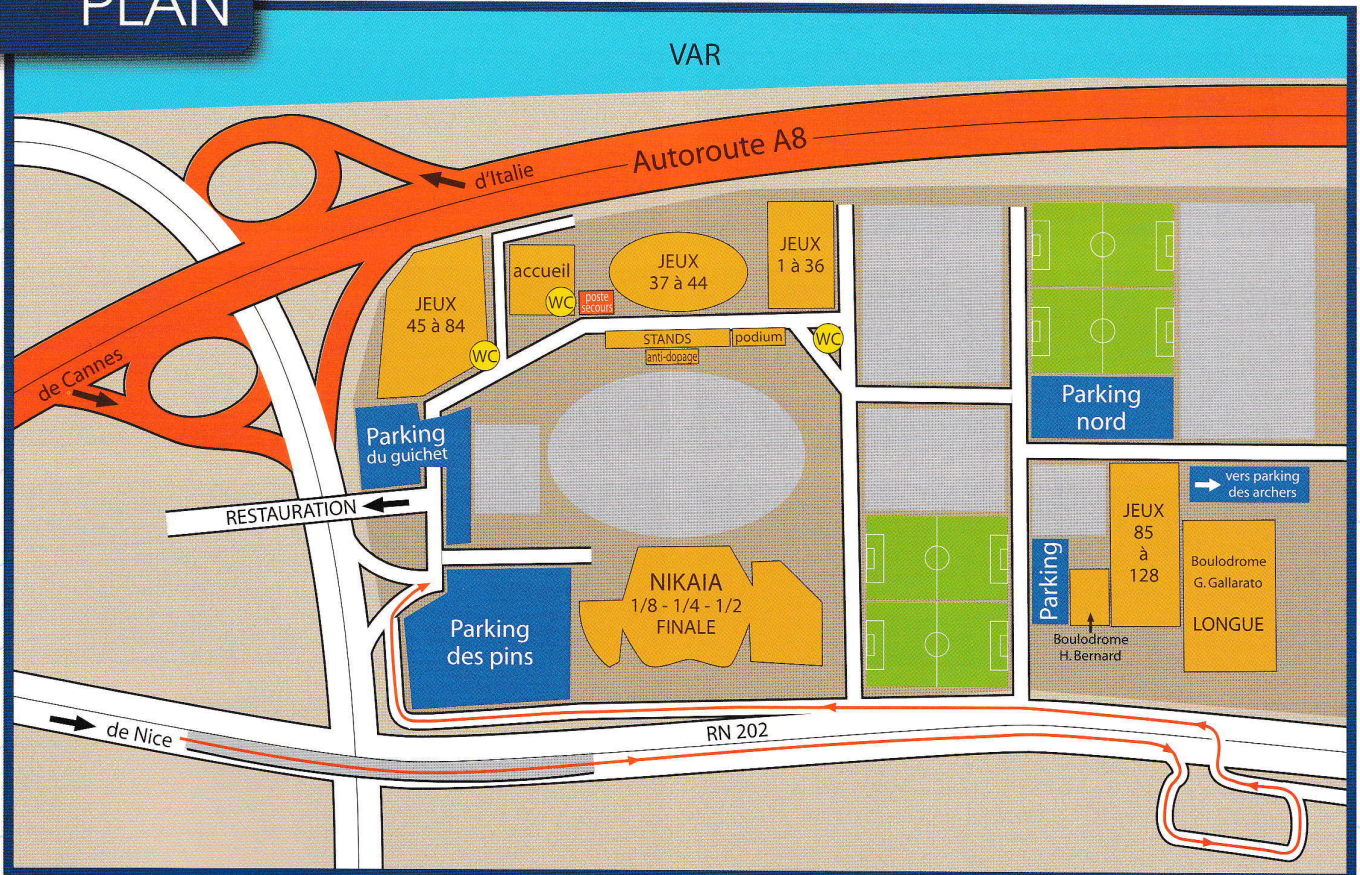 PLAN
VAR
Autoroute A8
d'Italie
de Cannes
accueil
WC
poste
secours
JEUX
37 à 44
JEUX
1 à 36
JEUX
45 à 84
WC
STANDS
podium
WC
anti-dopage
Parking
du guichet
RESTAURATION
Parking
nord
vers parking
des archers
JEUX
85
à
128
Boulodrome
G. Gallarato
LONGUE
Parking
Boulodrome
H. Bernard
NIKAIA
1/8 - 1/4 - 1/2
FINALE
Parking
des pins
de Nice
RN 202